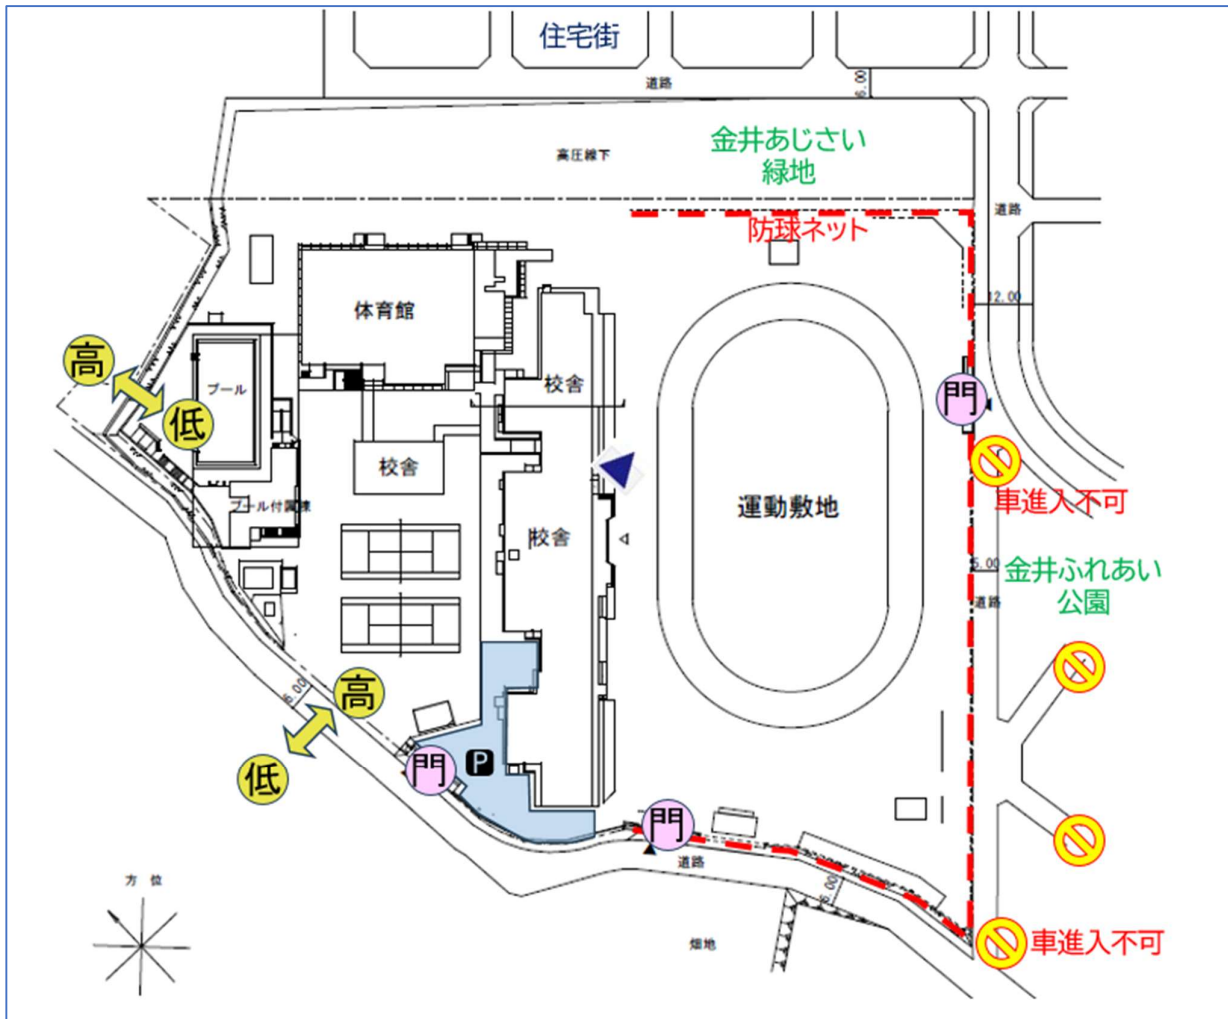 住宅街
道路
6.00
金井あじさい
緑地
高圧線下
道路
防球ネット
12.00
体育館
高
プール
校舎
門
低
校舎
車進入不可
プール付属棟
運動敷地
校舎
5.00
金井ふれあい
公園
道路
6.00
高
低
門
P
門
道路
6.00
方位
畑地
車進入不可